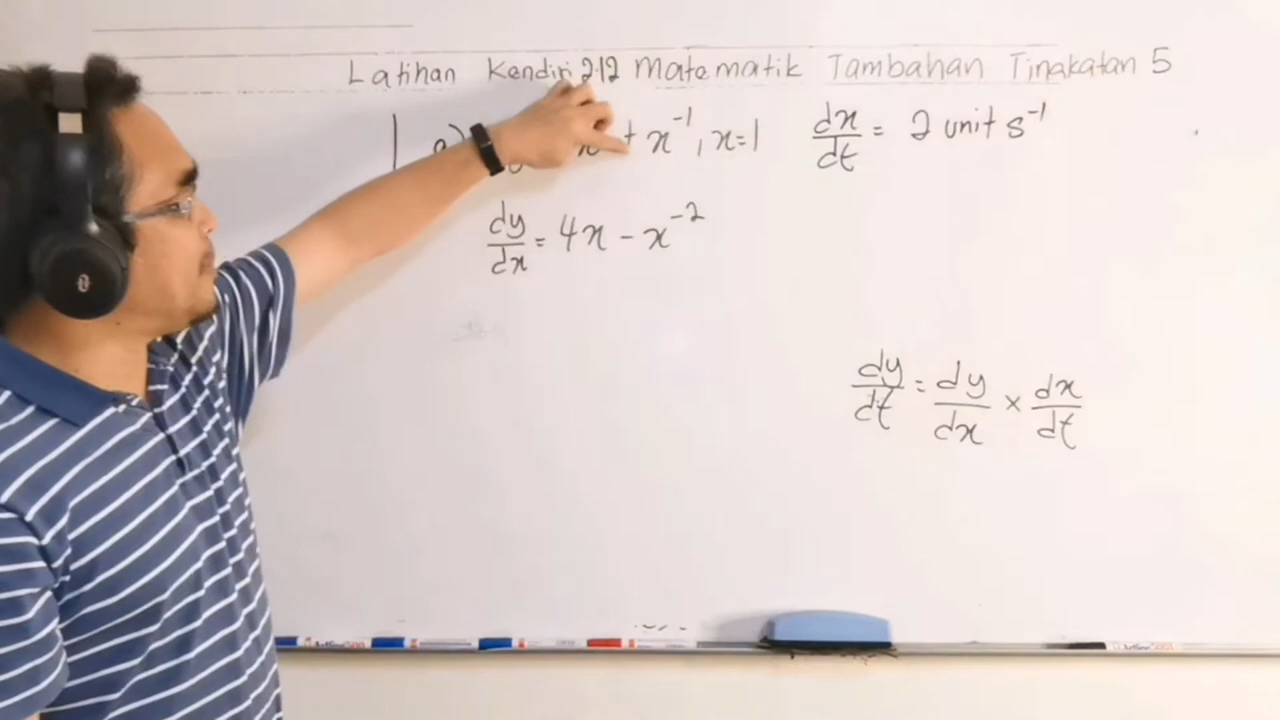 Latihan Kendiri 2.12 Matematik Tambahan Tingkatan 5
1 a) + x⁻¹, x=1 dx/dt = 2 unit s⁻¹
dy/dx = 4x - x⁻²
dy/dt = dy/dx × dx/dt